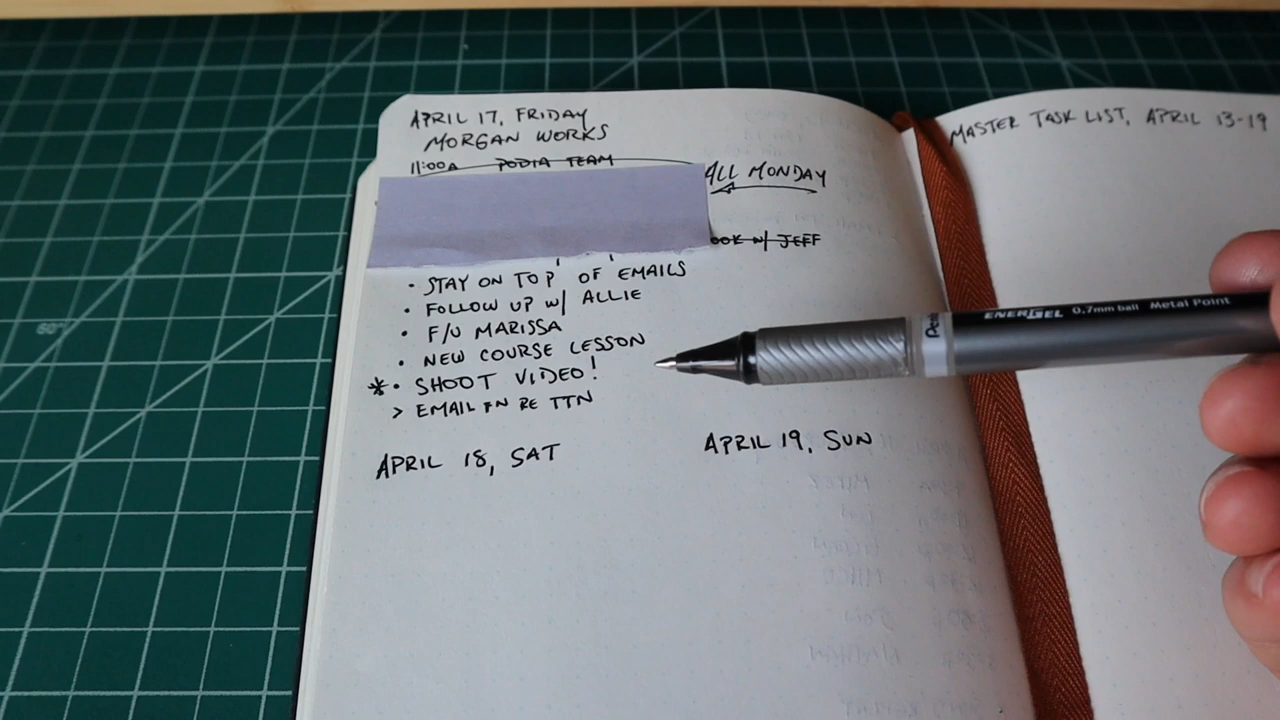 APRIL 17, FRIDAY
MORGAN WORKS
11:00A PODIA TEAM
ALL MONDAY
W/ JEFF
• STAY ON TOP OF EMAILS
• FOLLOW UP W/ ALLIE
• F/U MARISSA
• NEW COURSE LESSON
*• SHOOT VIDEO!
> EMAIL FN RE TTN
APRIL 18, SAT
APRIL 19, SUN
MASTER TASK LIST, APRIL 13-19
ENERGEL 0.7mm ball Metal Point
60°